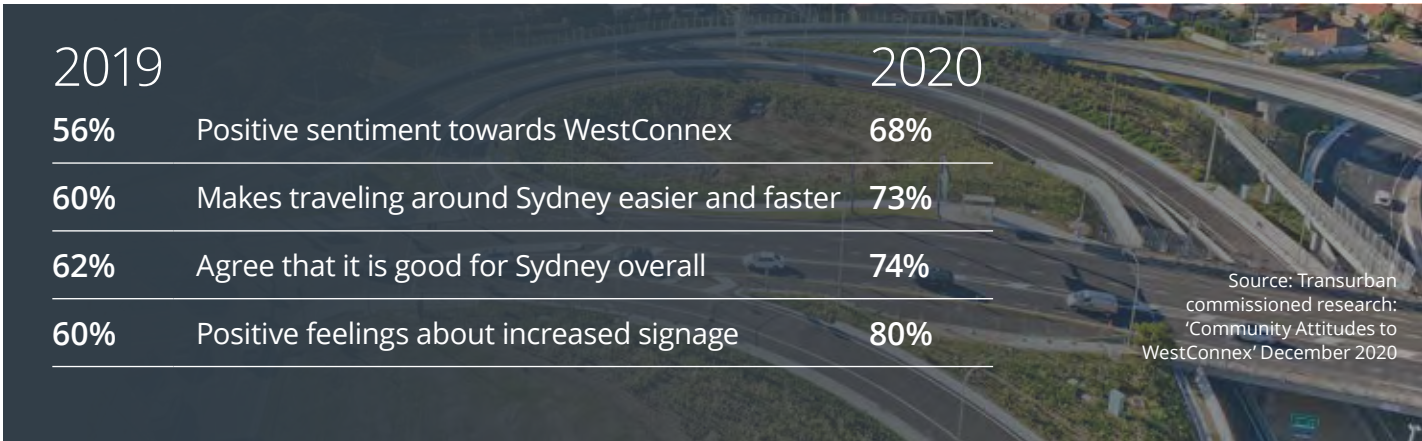 2019 2020
56% Positive sentiment towards WestConnex 68%
60% Makes traveling around Sydney easier and faster 73%
62% Agree that it is good for Sydney overall 74%
60% Positive feelings about increased signage 80%
Source: Transurban
commissioned research:
‘Community Attitudes to
WestConnex’ December 2020